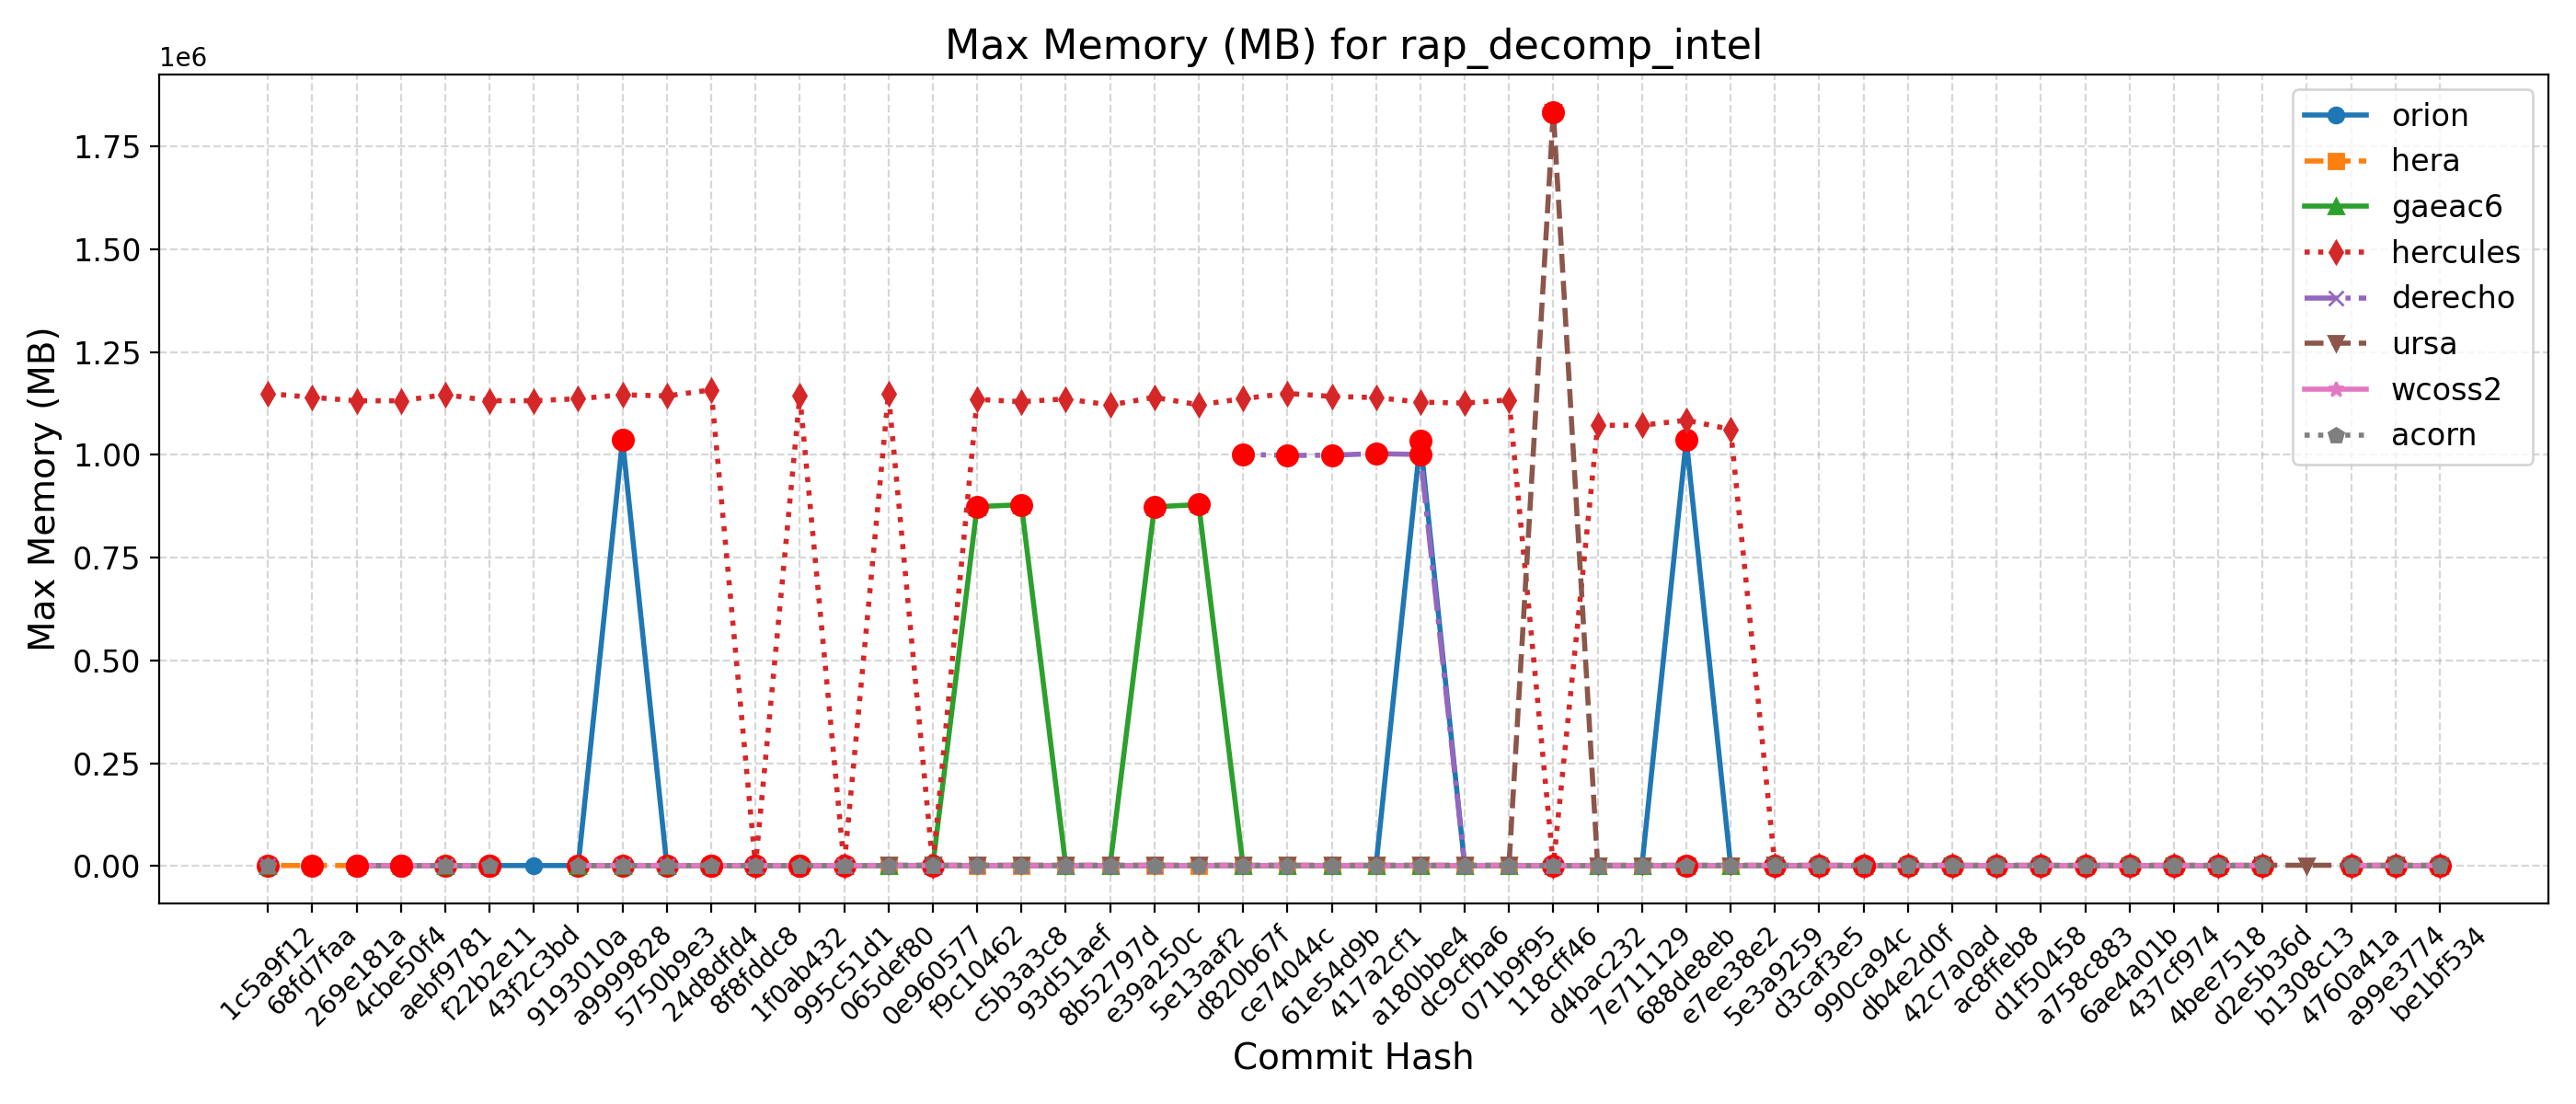 Max Memory (MB) for rap_decomp_intel
1e6
1.75
1.50
1.25
1.00
0.75
0.50
0.25
0.00
Max Memory (MB)
orion
hera
gaeac6
hercules
derecho
ursa
wcoss2
acorn
1c5a9f12
68fd7faa
269e181a
4cbe50f4
aebf9781
f22b2e11
43f2c3bd
9193010a
a9999828
5750b9e3
24d8dfd4
8f8fddc8
1f0ab432
995c51d1
065def80
0e960577
f9c10462
c5b3a3c8
93d51aef
8b52797d
e39a250c
5e13aaf2
d820b67f
ce74044c
61e54d9b
417a2cf1
a180bbe4
dc9cfba6
071b9f95
118cff46
d4bac232
7e711129
688de8eb
e7ee38e2
5e3a9259
d3caf3e5
990ca94c
db4e2d0f
42c7a0ad
ac8ffeb8
d1f50458
a758c883
6ae4a01b
437cf974
4bee7518
d2e5b36d
b1308c13
4760a41a
a99e3774
be1bf534
Commit Hash